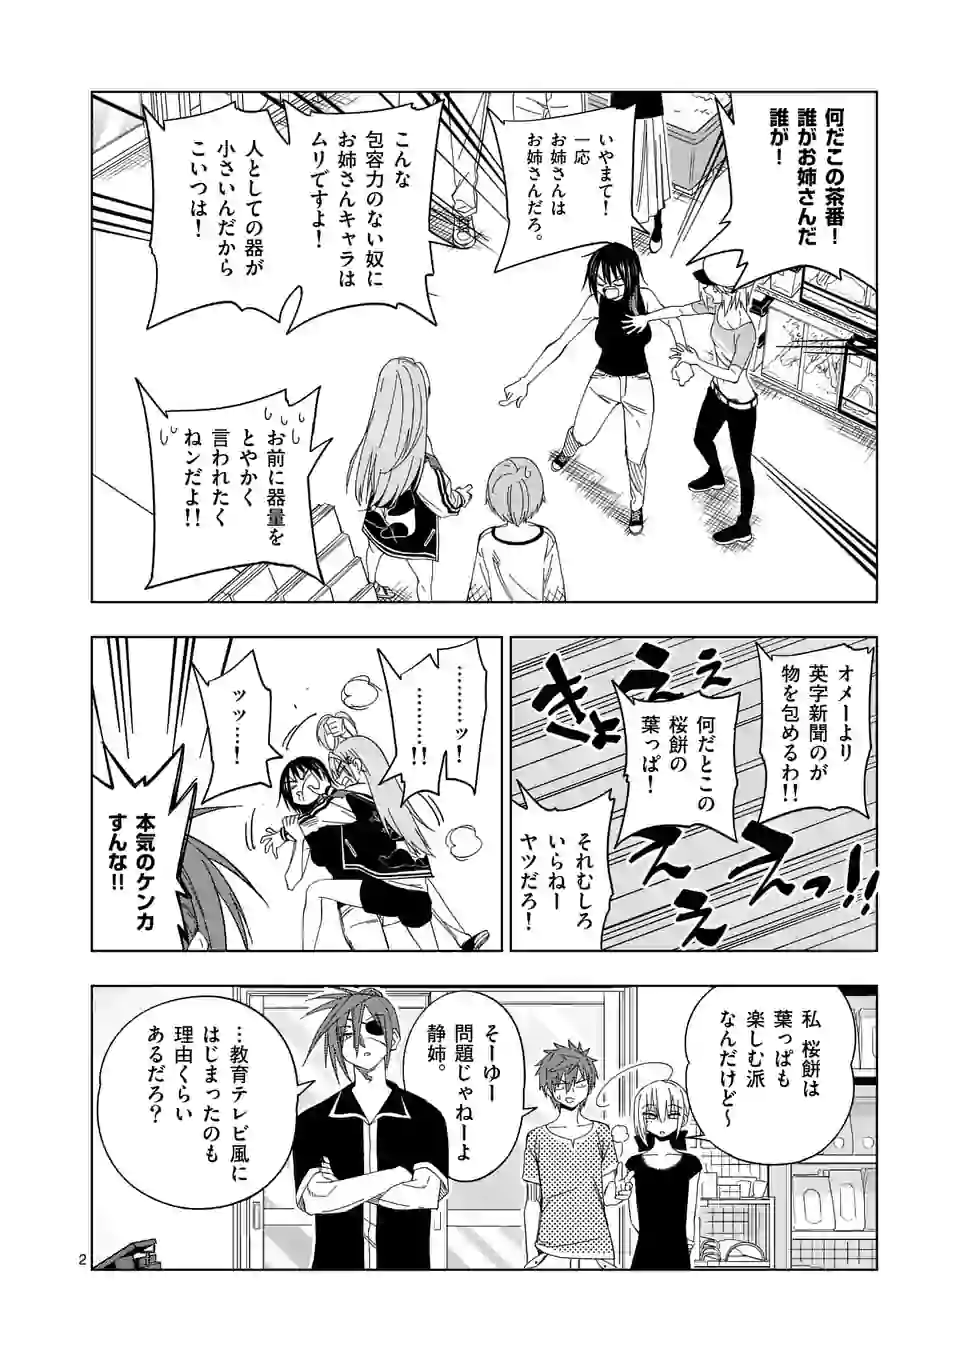 何だこの茶番！
誰がお姉さんだ
誰が！
いやまて！
一応
お姉さんは
お姉さんだろ。
こんな
包容力のない奴に
お姉さんキャラは
ムリですよ！
人としての器が
小さいんだから
こいつは！
お前に器量を
とやかく
言われたく
ねンだよ!!
オメーより
英字新聞のが
物を包めるわ!!
何だとこの
桜餅の
葉っぱ！
それむしろ
いらねー
ヤツだろ！
ぎょえぇ
えぇえっ!!
………ッ！
………!!
ッッ…！
本気のケンカ
すんな!!
私 桜餅は
葉っぱも
楽しむ派
なんだけど～
そーゆー
問題じゃねーよ
静姉。
…教育テレビ風に
はじまったのも
理由くらい
あるだろ？
2